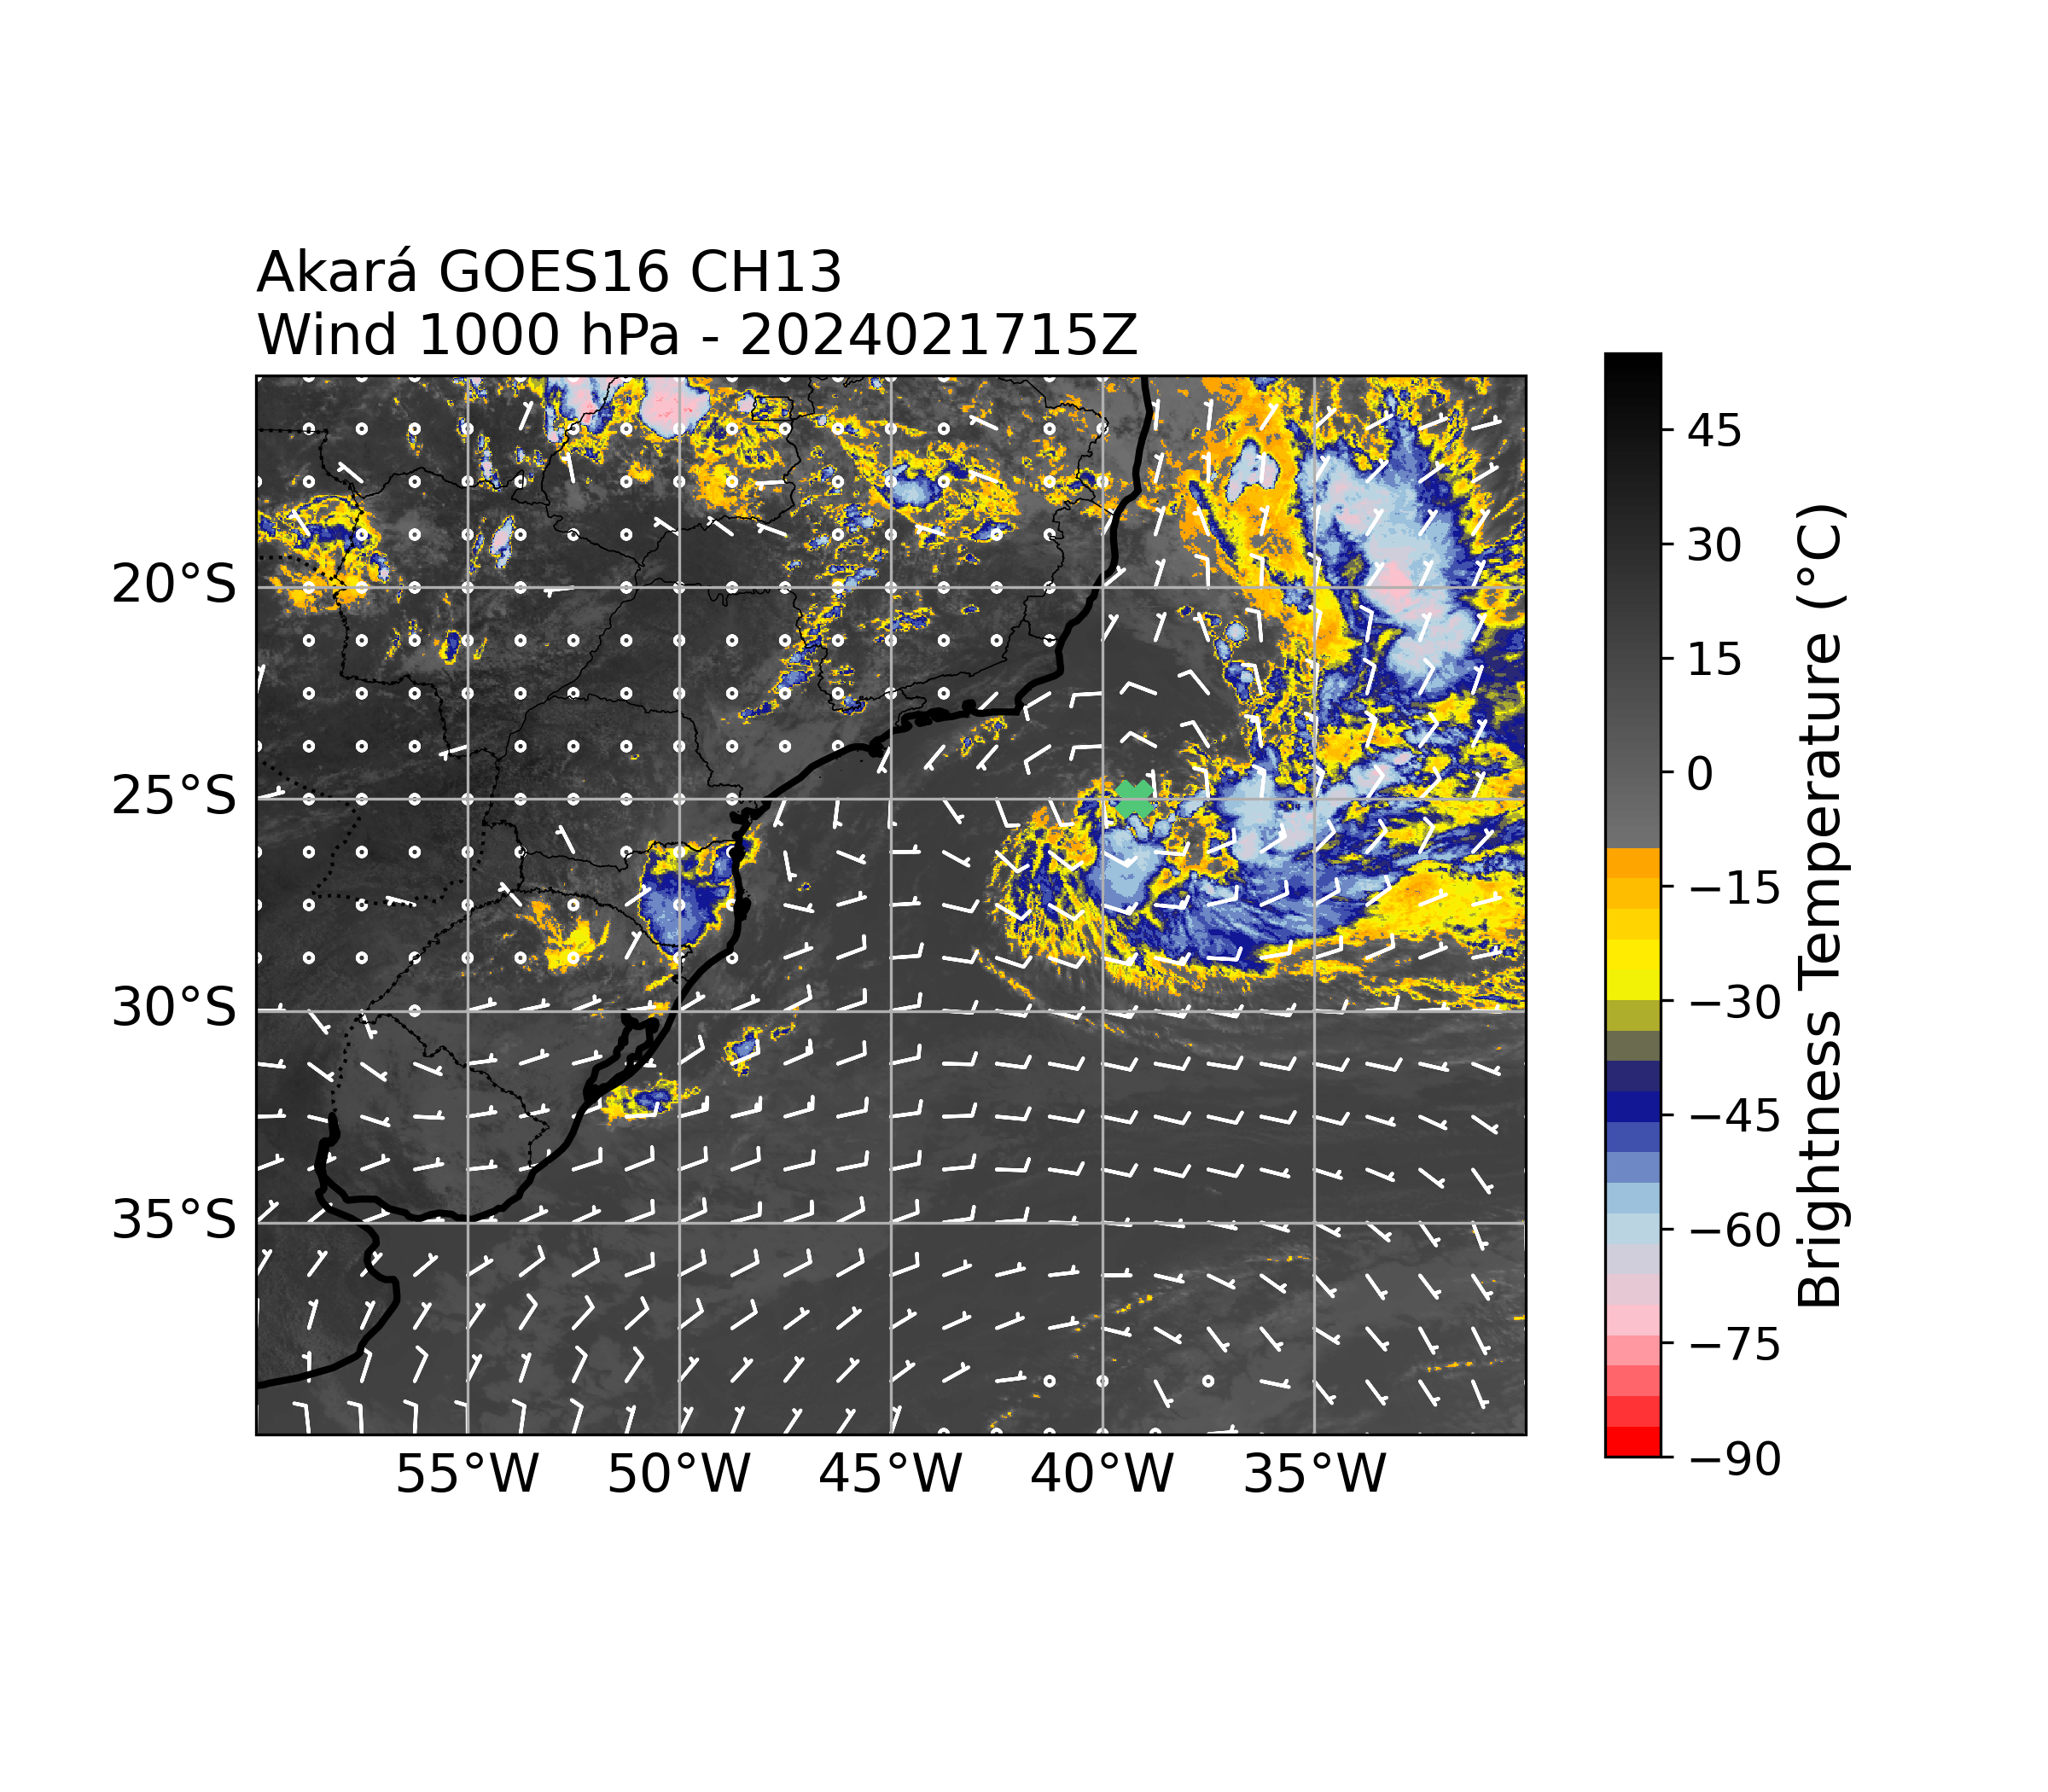 Akará GOES16 CH13
Wind 1000 hPa - 2024021715Z
20°S
25°S
30°S
35°S
55°W
50°W
45°W
40°W
35°W
45
30
15
0
−15
−30
−45
−60
−75
−90
Brightness Temperature (°C)